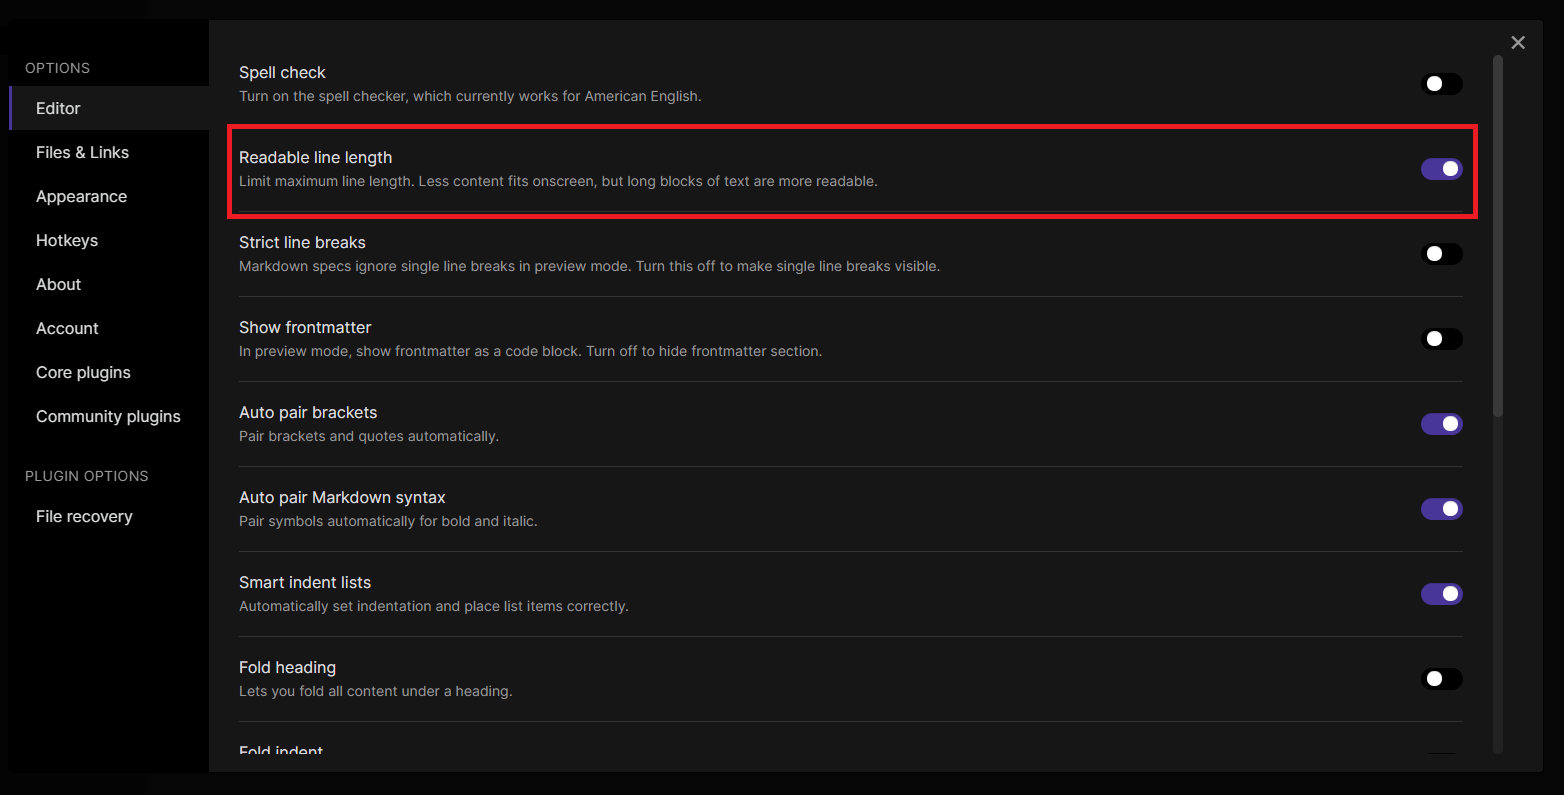 OPTIONS
Editor
Files & Links
Appearance
Hotkeys
About
Account
Core plugins
Community plugins
PLUGIN OPTIONS
File recovery
Spell check
Turn on the spell checker, which currently works for American English.
Readable line length
Limit maximum line length. Less content fits onscreen, but long blocks of text are more readable.
Strict line breaks
Markdown specs ignore single line breaks in preview mode. Turn this off to make single line breaks visible.
Show frontmatter
In preview mode, show frontmatter as a code block. Turn off to hide frontmatter section.
Auto pair brackets
Pair brackets and quotes automatically.
Auto pair Markdown syntax
Pair symbols automatically for bold and italic.
Smart indent lists
Automatically set indentation and place list items correctly.
Fold heading
Lets you fold all content under a heading.
Fold indent